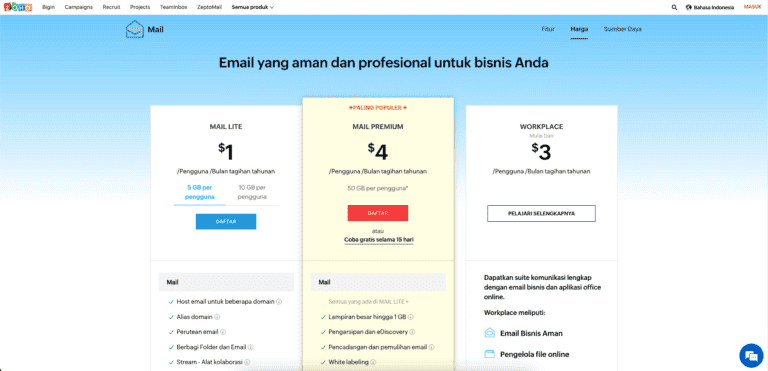 ZOHO Bigin Campaigns Recruit Projects TeamInbox ZeptoMail Semua produk Bahasa Indonesia MASUK
Mail Fitur Harga Sumber Daya
Email yang aman dan profesional untuk bisnis Anda
MAIL LITE
$1
/Pengguna /Bulan tagihan tahunan
5 GB per pengguna
10 GB per pengguna
DAFTAR
PALING POPULER
MAIL PREMIUM
$4
/Pengguna /Bulan tagihan tahunan
50 GB per pengguna*
DAFTAR
atau
Coba gratis selama 15 hari
WORKPLACE
Mulai Dari
$3
/Pengguna /Bulan tagihan tahunan
PELAJARI SELENGKAPNYA
Mail
Host email untuk beberapa domain
Alias domain
Perutean email
Berbagi Folder dan Email
Stream - Alat kolaborasi
Mail
Semua yang ada di MAIL LITE +
Lampiran besar hingga 1 GB
Pengarsipan dan eDiscovery
Pencadangan dan pemulihan email
White labeling
Dapatkan suite komunikasi lengkap
dengan email bisnis dan aplikasi office
online.
Workplace meliputi:
Email Bisnis Aman
Pengelola file online